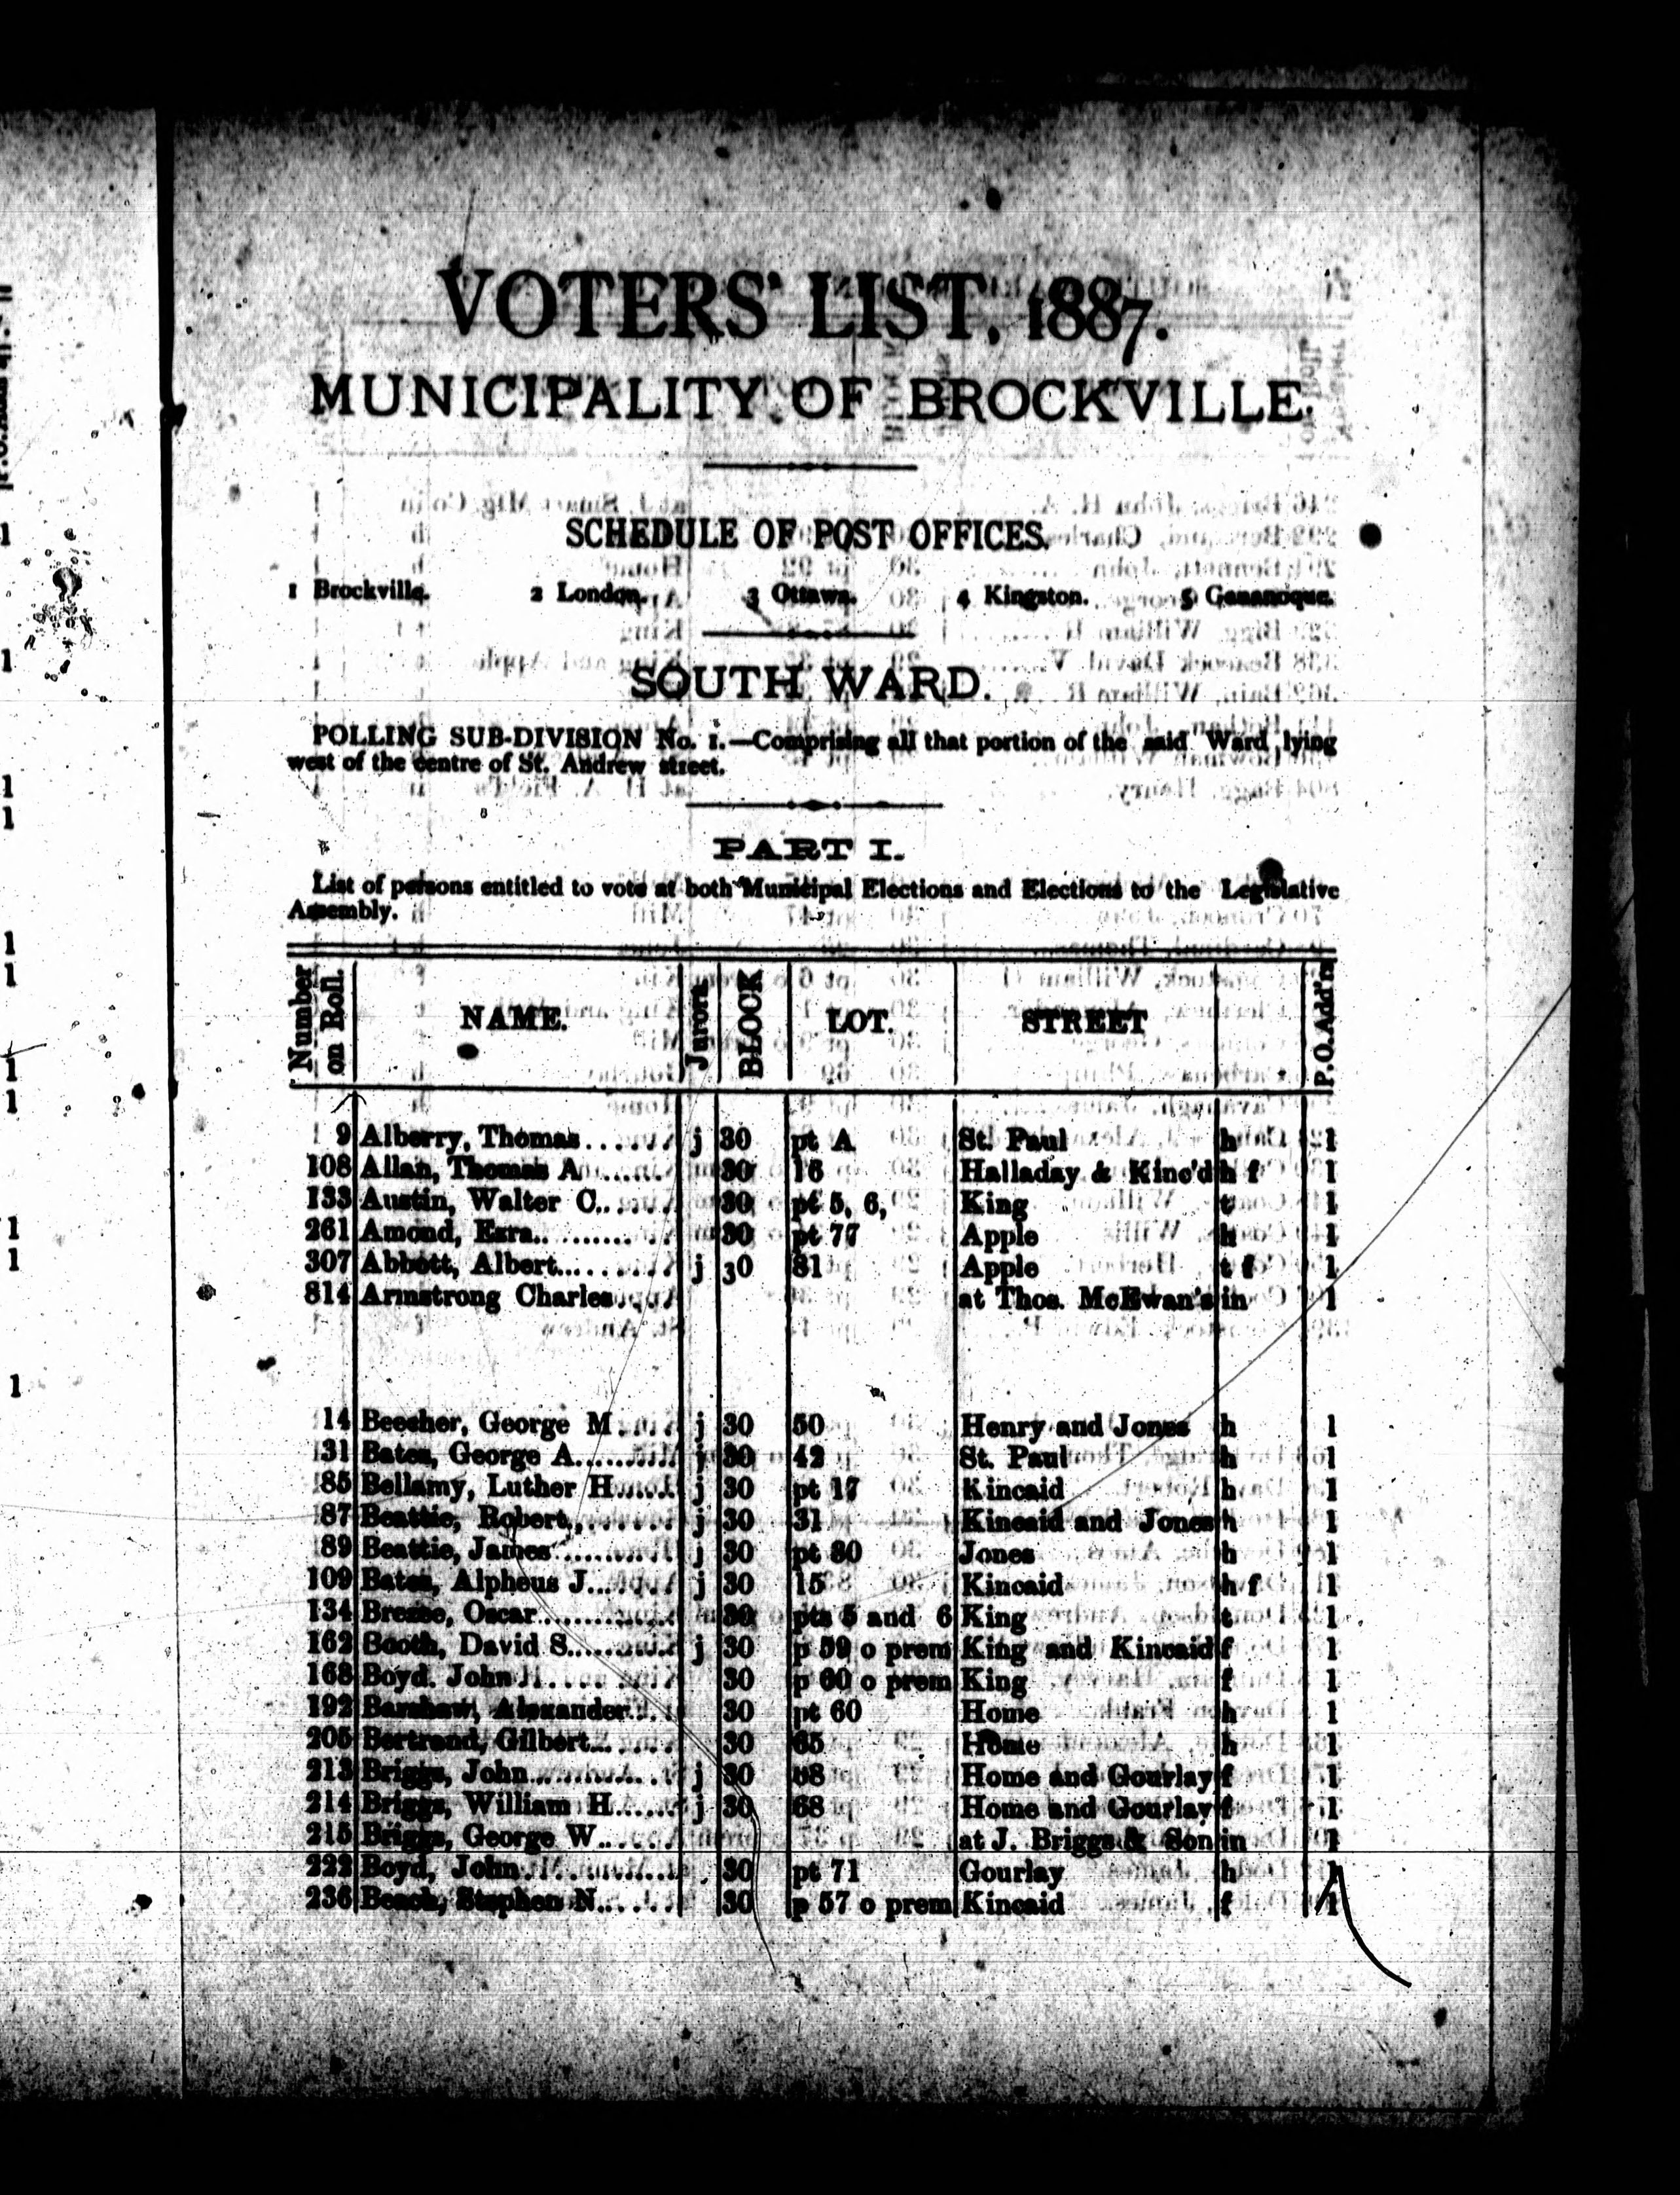 VOTERS' LIST, 1887.
MUNICIPALITY OF BROCKVILLE.
SCHEDULE OF POST OFFICES.
1 Brockville. 2 London. 3 Ottawa. 4 Kingston. 5 Gananoque.
SOUTH WARD.
POLLING SUB-DIVISION No. 1.—Comprising all that portion of the said Ward lying
west of the centre of St. Andrew street.
PART I.
List of persons entitled to vote at both Municipal Elections and Elections to the Legislative
Assembly.
Number on Roll. NAME. Jurors BLOCK LOT. STREET P.O. Add's
9 Alberry, Thomas...... j 30 pt A St. Paul h 1
108 Allan, Thomas A ...... 30 16 Halladay & Kinc'd h f 1
133 Austin, Walter C...... 30 pt 5, 6, King t 1
261 Amond, Ezra.......... 30 pt 77 Apple h 1
307 Abbott, Albert......... j 30 81 Apple t f 1
814 Armstrong Charles..... at Thos. McEwan's in 1
14 Beecher, George M..... j 30 50 Henry and Jones h 1
31 Bates, George A......... j 30 42 St. Paul h 1
85 Bellamy, Luther H..... j 30 pt 17 Kincaid h 1
87 Beattie, Robert......... j 30 31 Kincaid and Jones h 1
89 Beattie, James.......... j 30 pt 30 Jones h 1
109 Bates, Alpheus J....... j 30 15 Kincaid h f 1
134 Bresee, Oscar........... 30 pts 5 and 6 King t 1
162 Booth, David S......... j 30 p 59 o prem King and Kincaid f 1
168 Boyd. John............. 30 p 60 o prem King f 1
192 Alexander..... 30 pt 60 Home h 1
205 Bertrand, Gilbert....... 30 65 Home h 1
213 Briggs, John............ j 30 68 Home and Gourlay f 1
214 Briggs, William H...... j 30 68 Home and Gourlay f 1
215 Briggs, George W...... at J. Briggs & Son in 1
222 Boyd, John............. 30 pt 71 Gourlay h 1
236 Beach, Stephen N...... 30 p 57 o prem Kincaid f 1